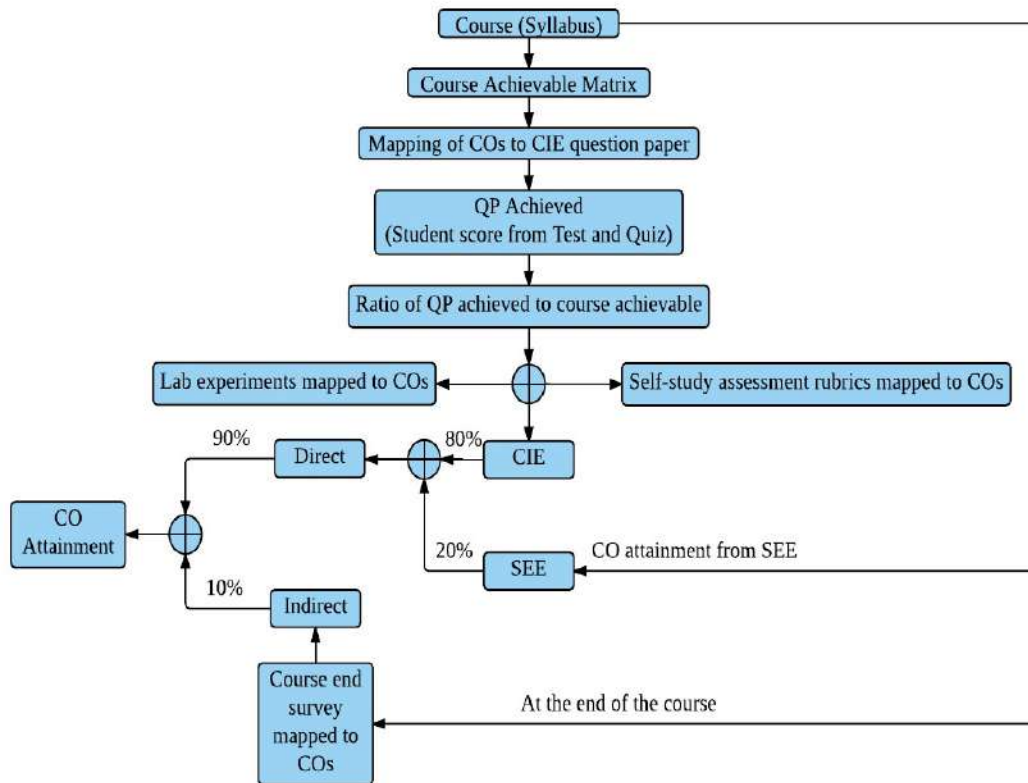 Course (Syllabus)
Course Achievable Matrix
Mapping of COs to CIE question paper
QP Achieved
(Student score from Test and Quiz)
Ratio of QP achieved to course achievable
Lab experiments mapped to COs
Self-study assessment rubrics mapped to COs
90%
Direct
80%
CIE
CO
Attainment
20%
SEE
CO attainment from SEE
10%
Indirect
Course end
survey
mapped to
COs
At the end of the course